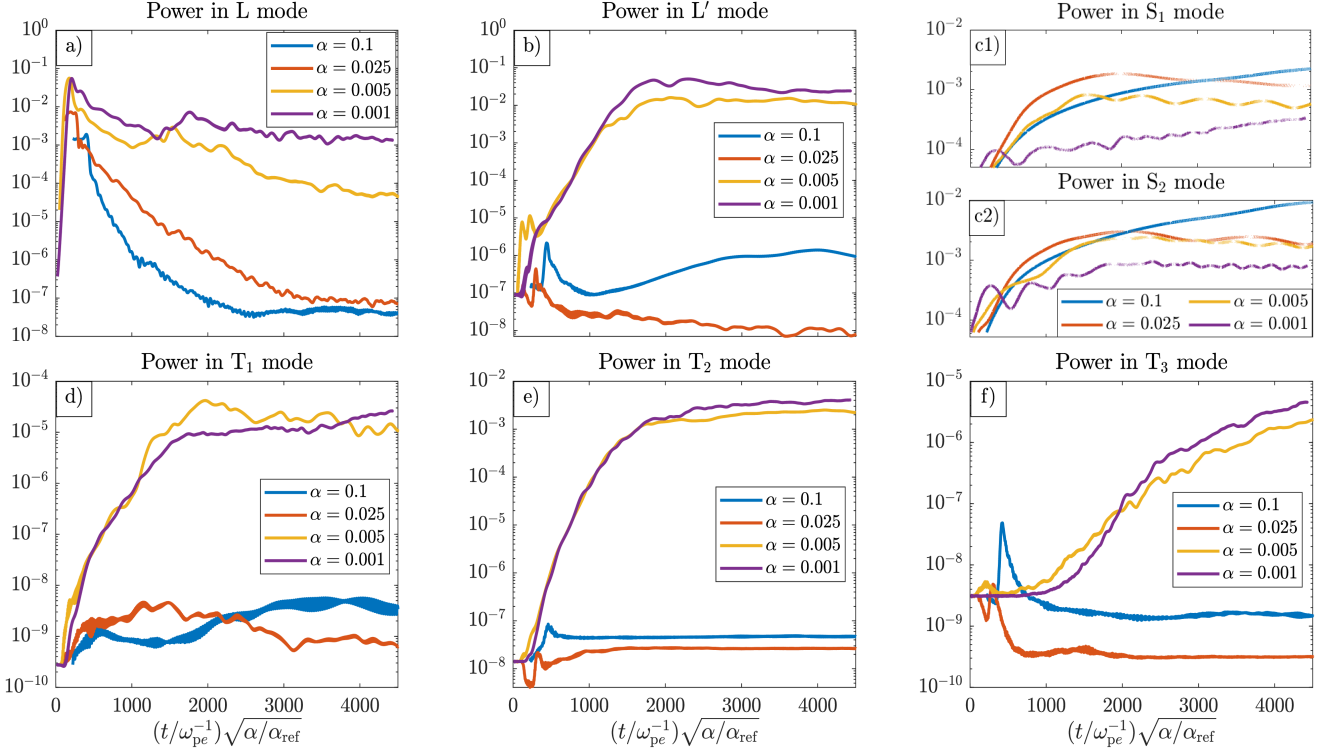 Power in L mode
a)
10^0
10^-1
10^-2
10^-3
10^-4
10^-5
10^-6
10^-7
10^-8
α = 0.1
α = 0.025
α = 0.005
α = 0.001
Power in L′ mode
b)
10^0
10^-1
10^-2
10^-3
10^-4
10^-5
10^-6
10^-7
10^-8
α = 0.1
α = 0.025
α = 0.005
α = 0.001
Power in S_1 mode
c1)
10^-2
10^-3
10^-4
Power in S_2 mode
c2)
10^-2
10^-3
10^-4
α = 0.1 α = 0.005
α = 0.025 α = 0.001
Power in T_1 mode
d)
10^-4
10^-5
10^-6
10^-7
10^-8
10^-9
10^-10
α = 0.1
α = 0.025
α = 0.005
α = 0.001
0 1000 2000 3000 4000
(t/ω_pe^-1)√α/α_ref
Power in T_2 mode
e)
10^-2
10^-3
10^-4
10^-5
10^-6
10^-7
10^-8
α = 0.1
α = 0.025
α = 0.005
α = 0.001
0 1000 2000 3000 4000
(t/ω_pe^-1)√α/α_ref
Power in T_3 mode
f)
10^-5
10^-6
10^-7
10^-8
10^-9
10^-10
α = 0.1
α = 0.025
α = 0.005
α = 0.001
0 1000 2000 3000 4000
(t/ω_pe^-1)√α/α_ref